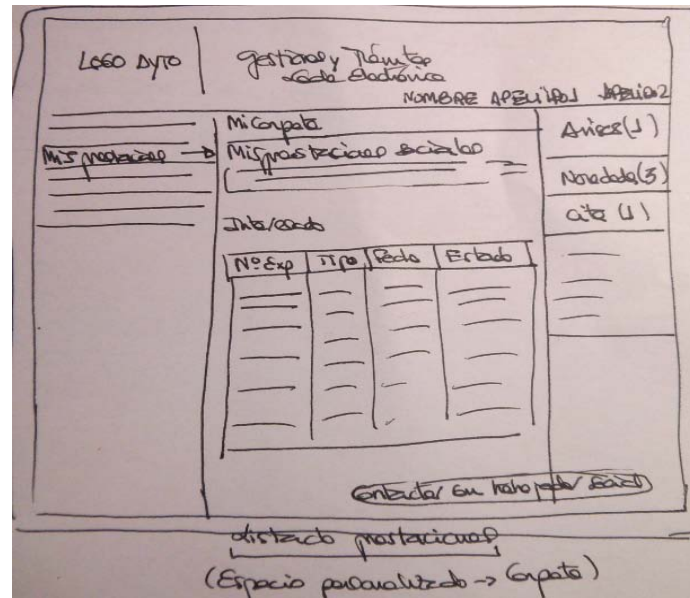 LOGO AYTO
Gestiones y Trámites
Sede Electrónica
NOMBRE APELLIDO1 APELLIDO2
Mi Carpeta
Mis prestaciones →
Mis prestaciones sociales
Interesado
Nº Exp Tipo Fecha Estado
Avisos (1)
Novedades (3)
Cita (1)
Contactar con trabajador social
Listado prestaciones
(Espacio personalizado -> Carpeta)